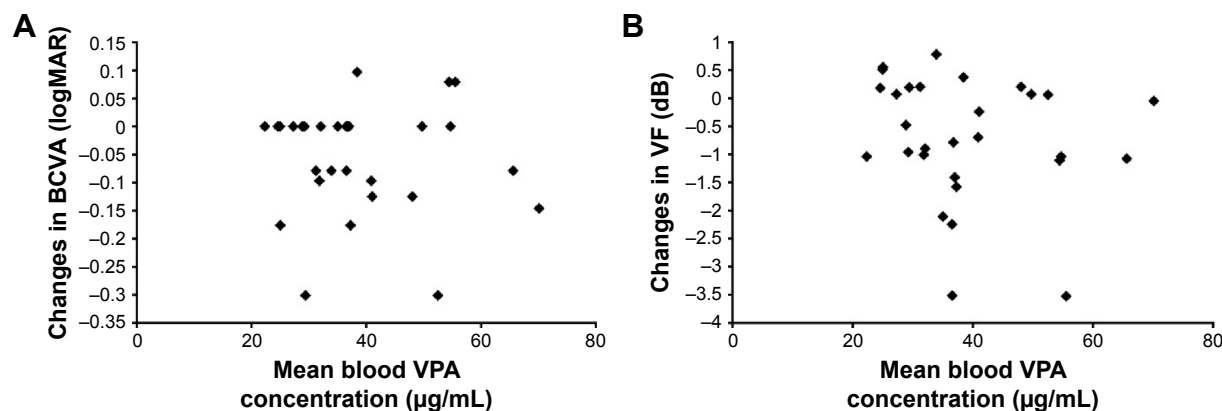 A
Changes in BCVA (logMAR)
0.15
0.1
0.05
0
–0.05
–0.1
–0.15
–0.2
–0.25
–0.3
–0.35
0 20 40 60 80
Mean blood VPA
concentration (µg/mL)
B
Changes in VF (dB)
1
0.5
0
–0.5
–1
–1.5
–2
–2.5
–3
–3.5
–4
0 20 40 60 80
Mean blood VPA
concentration (µg/mL)